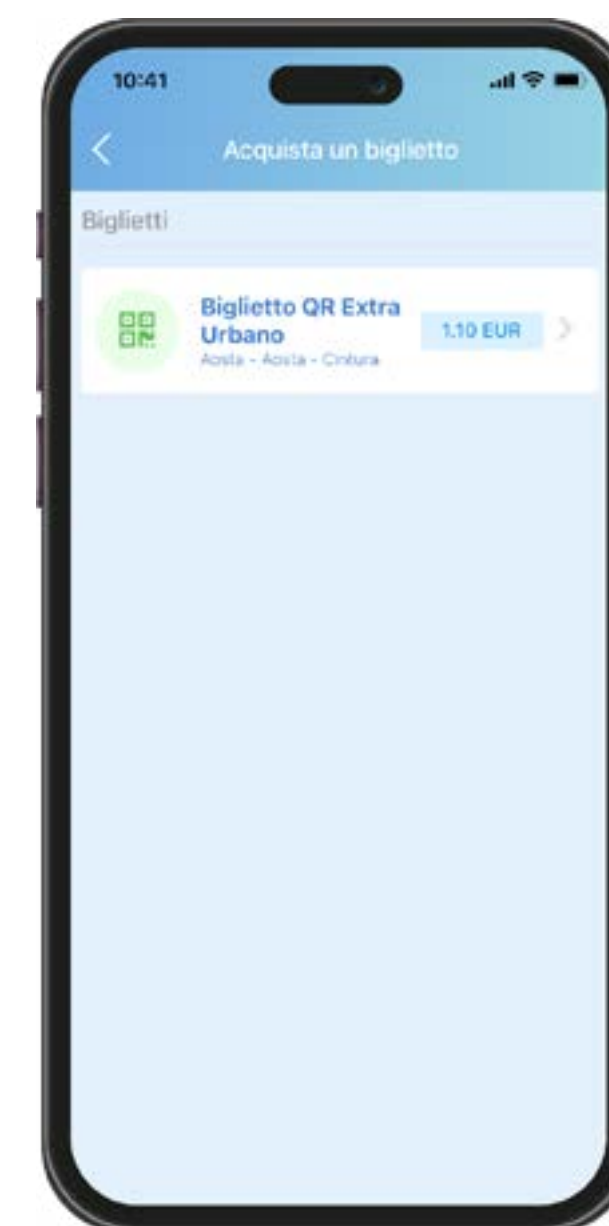 10:41
Acquista un biglietto
Biglietti
Biglietto QR Extra
Urbano
1.10 EUR
Aosta - Aosta - Cintura